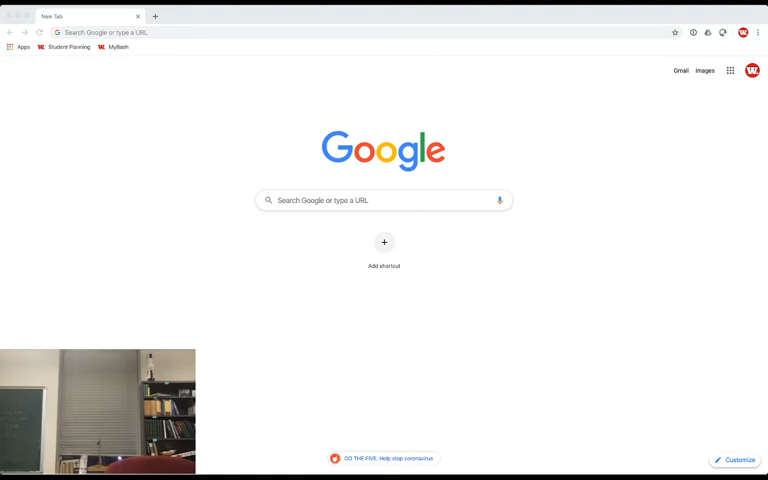 New Tab
Search Google or type a URL
Apps
Student Planning
MyBash
Gmail
Images
Google
Search Google or type a URL
Add shortcut
DO THE FIVE. Help stop coronavirus
Customize